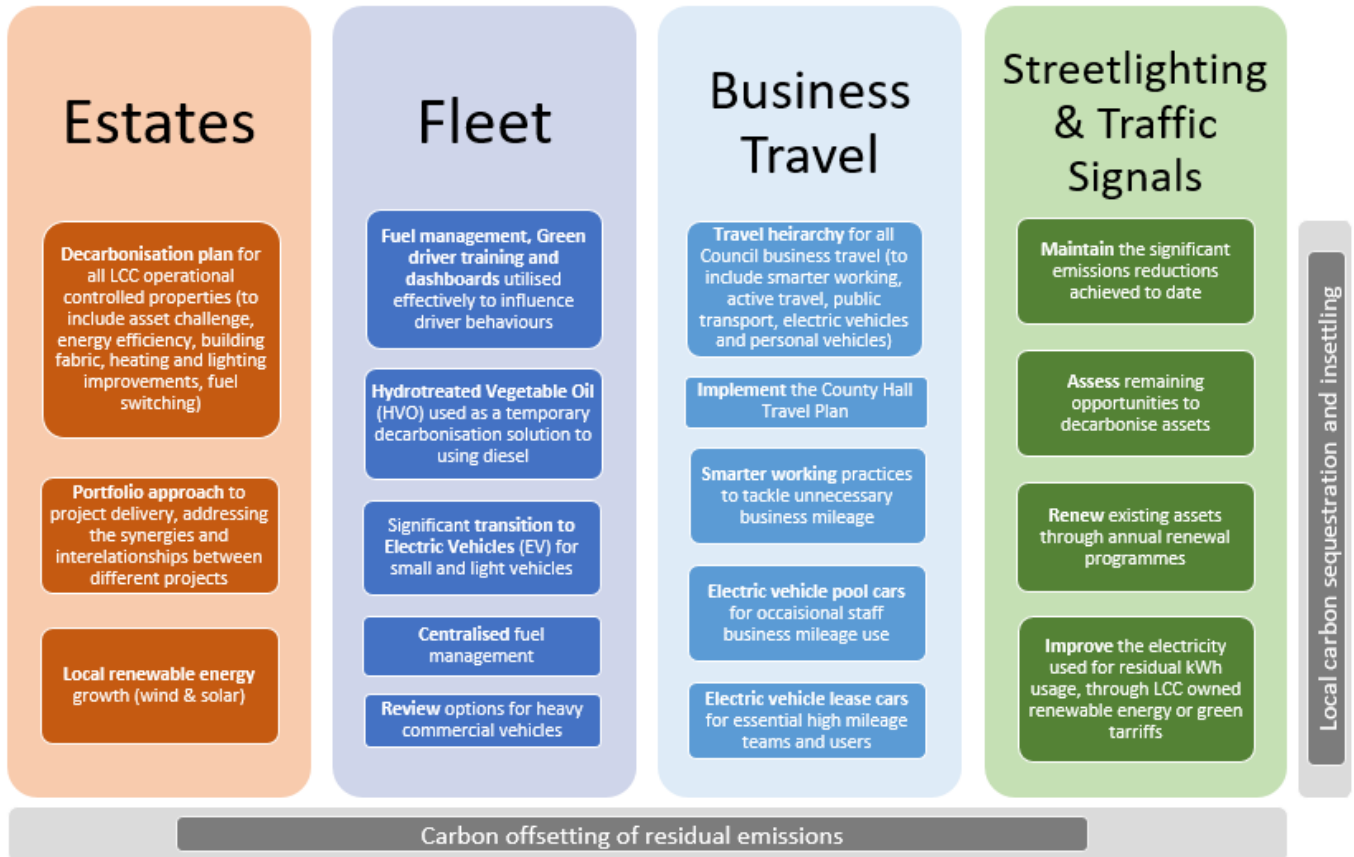 Estates
Decarbonisation plan for
all LCC operational
controlled properties (to
include asset challenge,
energy efficiency, building
fabric, heating and lighting
improvements, fuel
switching)
Portfolio approach to
project delivery, addressing
the synergies and
interrelationships between
different projects
Local renewable energy
growth (wind & solar)
Fleet
Fuel management, Green
driver training and
dashboards utilised
effectively to influence
driver behaviours
Hydrotreated Vegetable Oil
(HVO) used as a temporary
decarbonisation solution to
using diesel
Significant transition to
Electric Vehicles (EV) for
small and light vehicles
Centralised fuel
management
Review options for heavy
commercial vehicles
Business
Travel
Travel heirarchy for all
Council business travel (to
include smarter working,
active travel, public
transport, electric vehicles
and personal vehicles)
Implement the County Hall
Travel Plan
Smarter working practices
to tackle unnecessary
business mileage
Electric vehicle pool cars
for occaisional staff
business mileage use
Electric vehicle lease cars
for essential high mileage
teams and users
Streetlighting
& Traffic
Signals
Maintain the significant
emissions reductions
achieved to date
Assess remaining
opportunities to
decarbonise assets
Renew existing assets
through annual renewal
programmes
Improve the electricity
used for residual kWh
usage, through LCC owned
renewable energy or green
tarriffs
Local carbon sequestration and insettling
Carbon offsetting of residual emissions